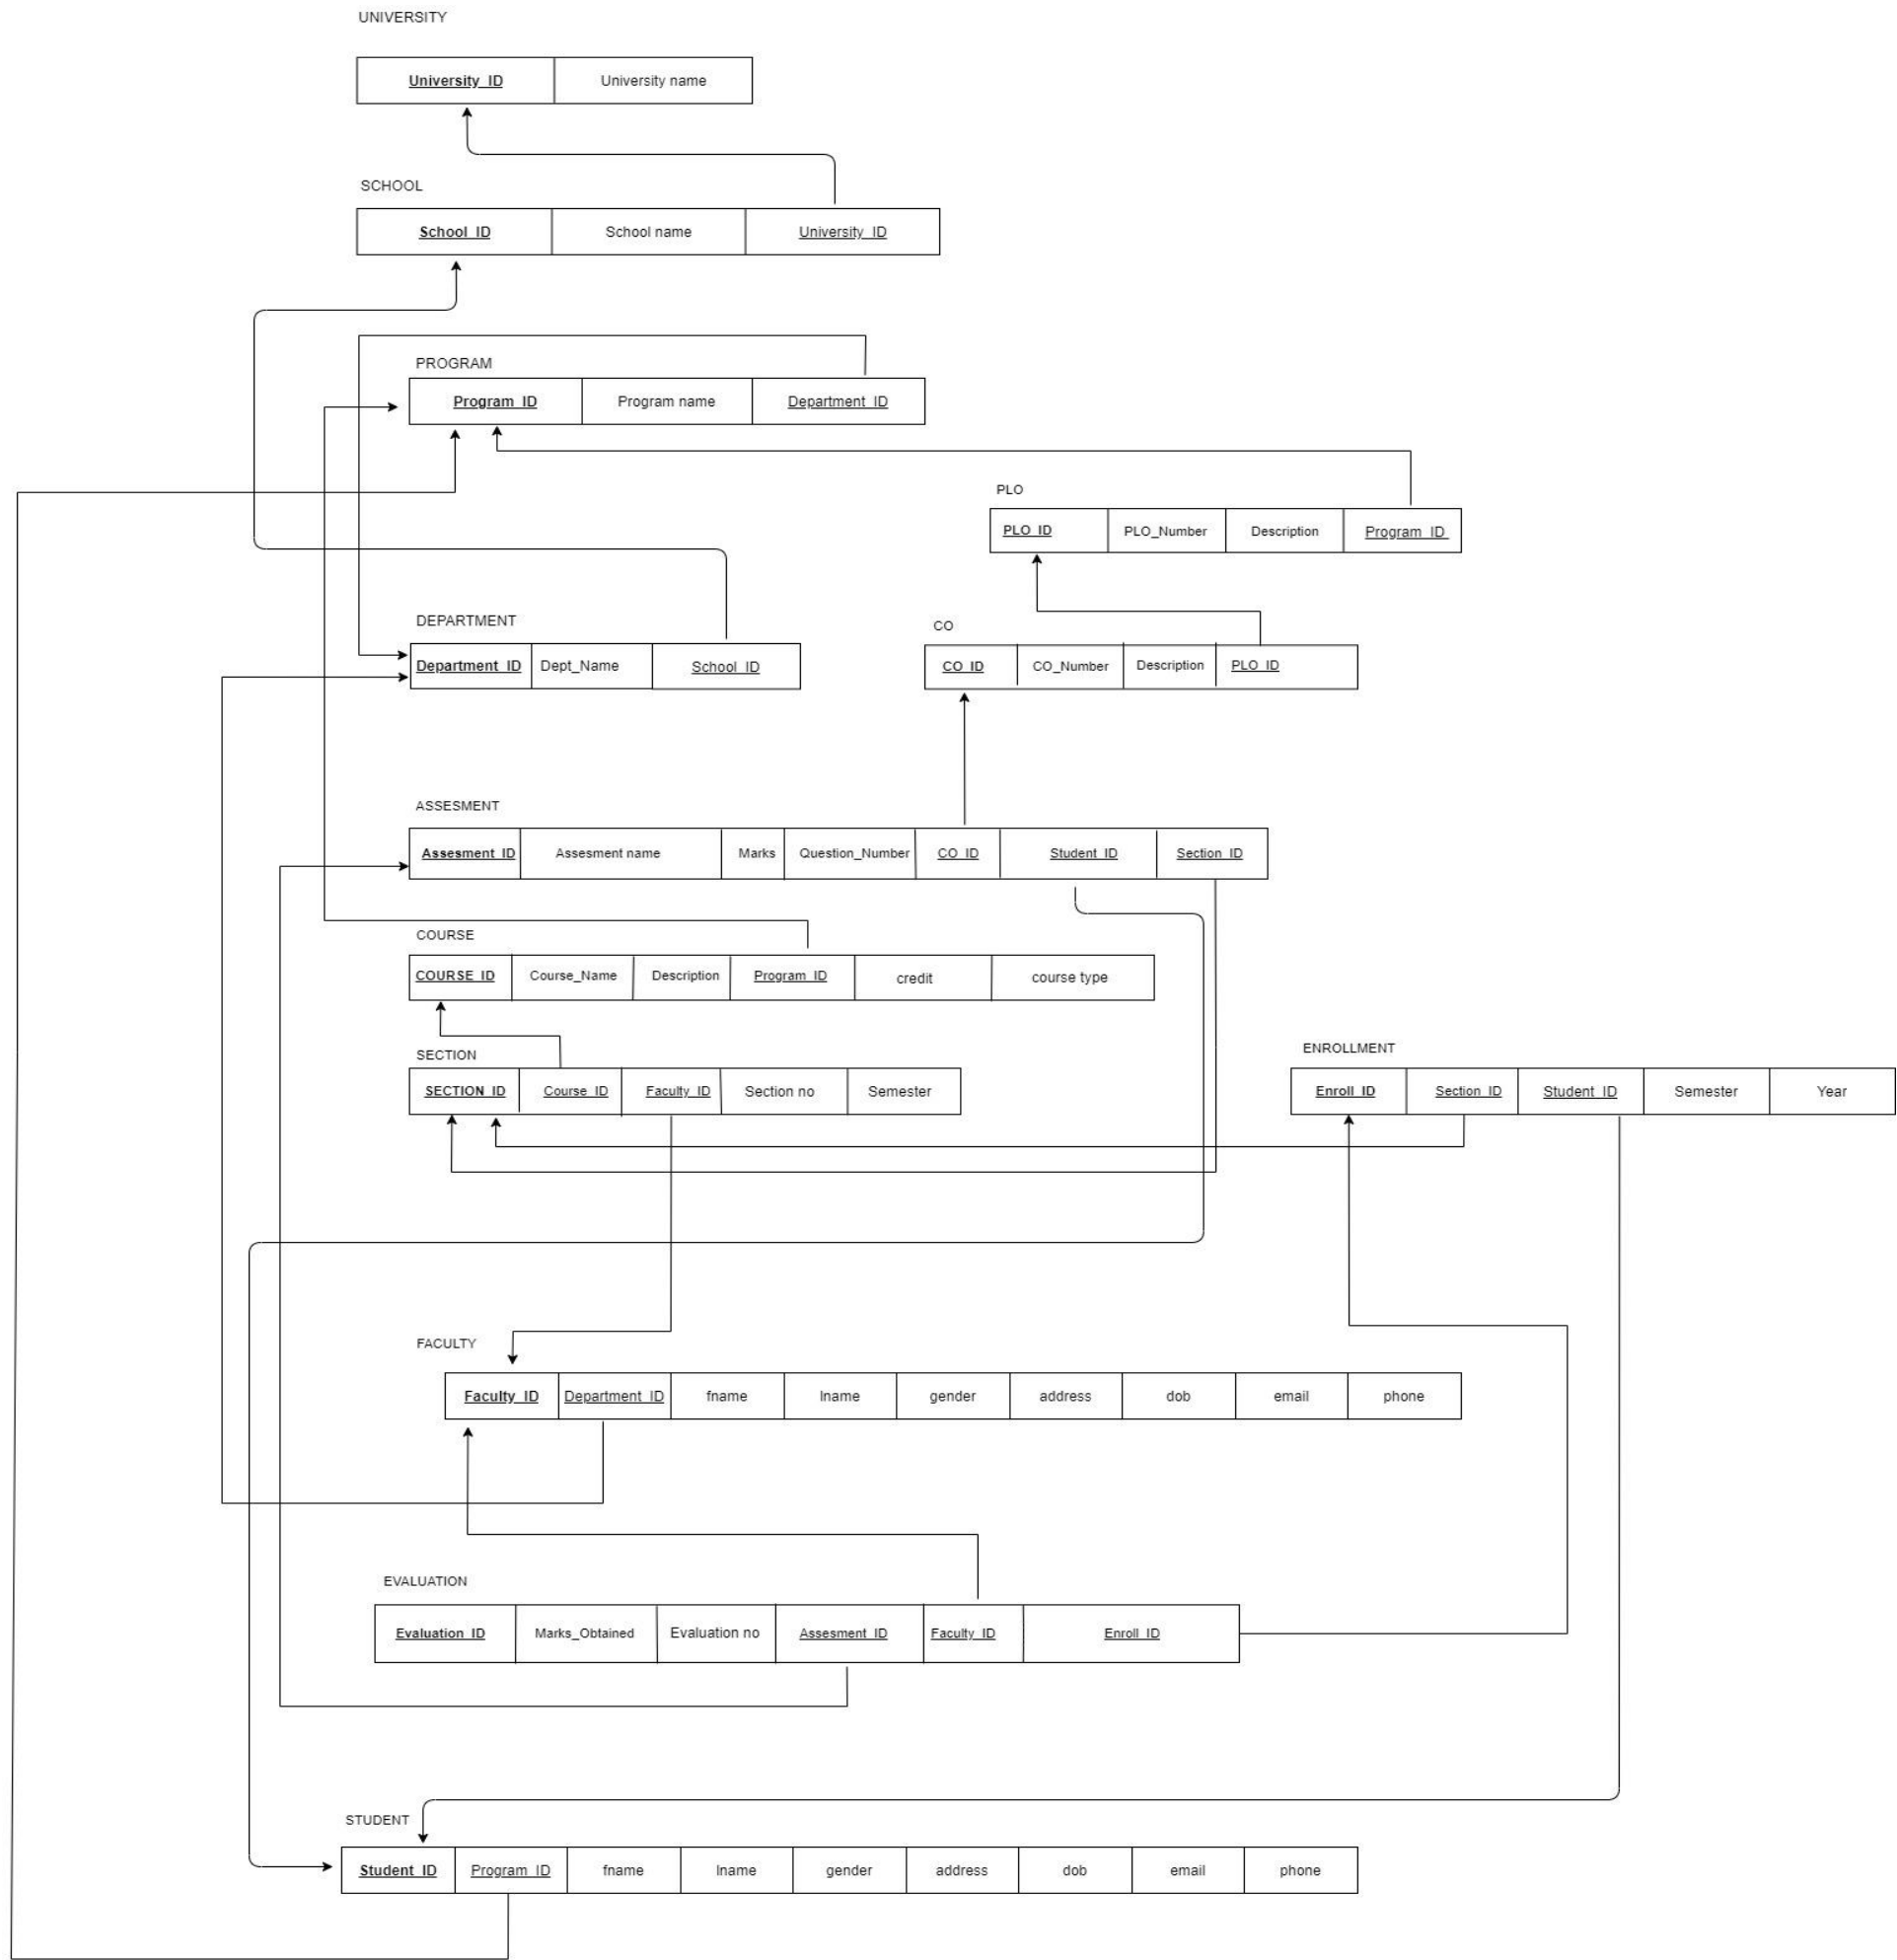 UNIVERSITY
University_ID University name
SCHOOL
School_ID School name University_ID
PROGRAM
Program_ID Program name Department_ID
PLO
PLO_ID PLO_Number Description Program_ID
DEPARTMENT
Department_ID Dept_Name School_ID
CO
CO_ID CO_Number Description PLO_ID
ASSESMENT
Assesment_ID Assesment name Marks Question_Number CO_ID Student_ID Section_ID
COURSE
COURSE_ID Course_Name Description Program_ID credit course type
SECTION
SECTION_ID Course_ID Faculty_ID Section no Semester
ENROLLMENT
Enroll_ID Section_ID Student_ID Semester Year
FACULTY
Faculty_ID Department_ID fname lname gender address dob email phone
EVALUATION
Evaluation_ID Marks_Obtained Evaluation no Assesment_ID Faculty_ID Enroll_ID
STUDENT
Student_ID Program_ID fname lname gender address dob email phone